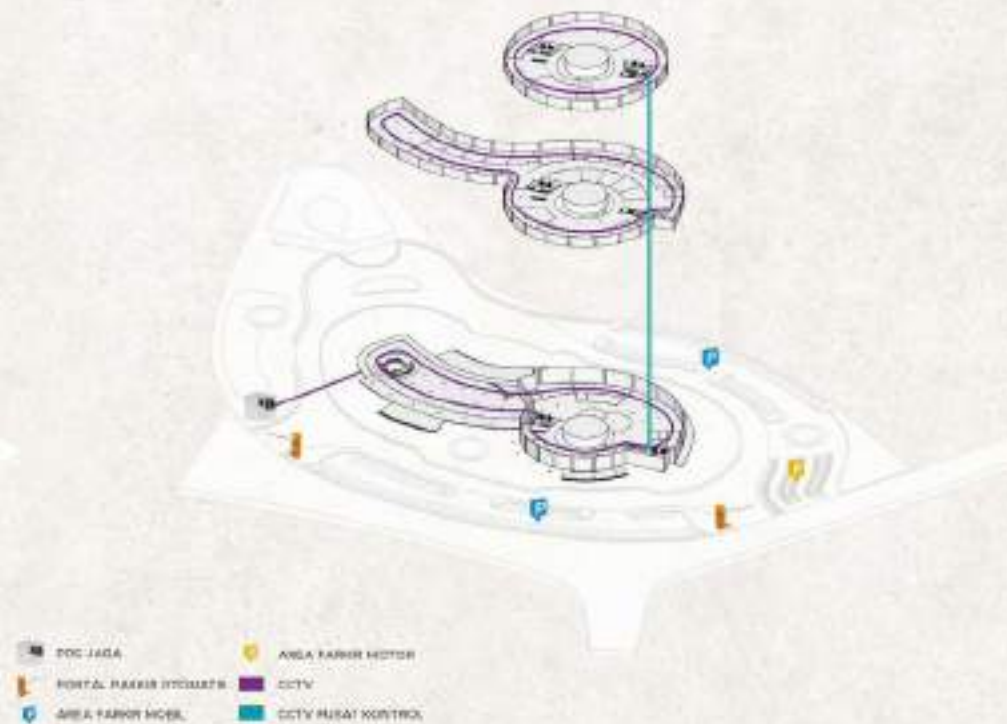 POS JAGA
PORTAL PARKIR OTOMATIS
AREA PARKIR MOBIL
AREA PARKIR MOTOR
CCTV
CCTV PUSAT KONTROL